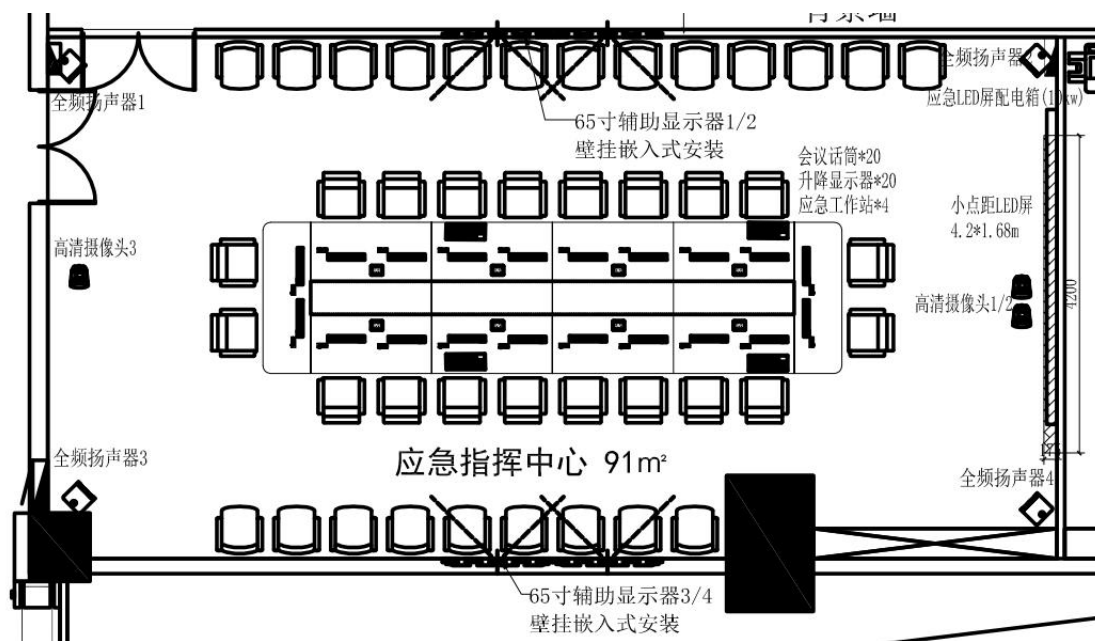 背景墙
全频扬声器2
全频扬声器1
应急LED屏配电箱(10kw)
65寸辅助显示器1/2
壁挂嵌入式安装
会议话筒*20
升降显示器*20
应急工作站*4
小点距LED屏
4.2*1.68m
高清摄像头3
高清摄像头1/2
4200
全频扬声器3
应急指挥中心 91m²
全频扬声器4
65寸辅助显示器3/4
壁挂嵌入式安装